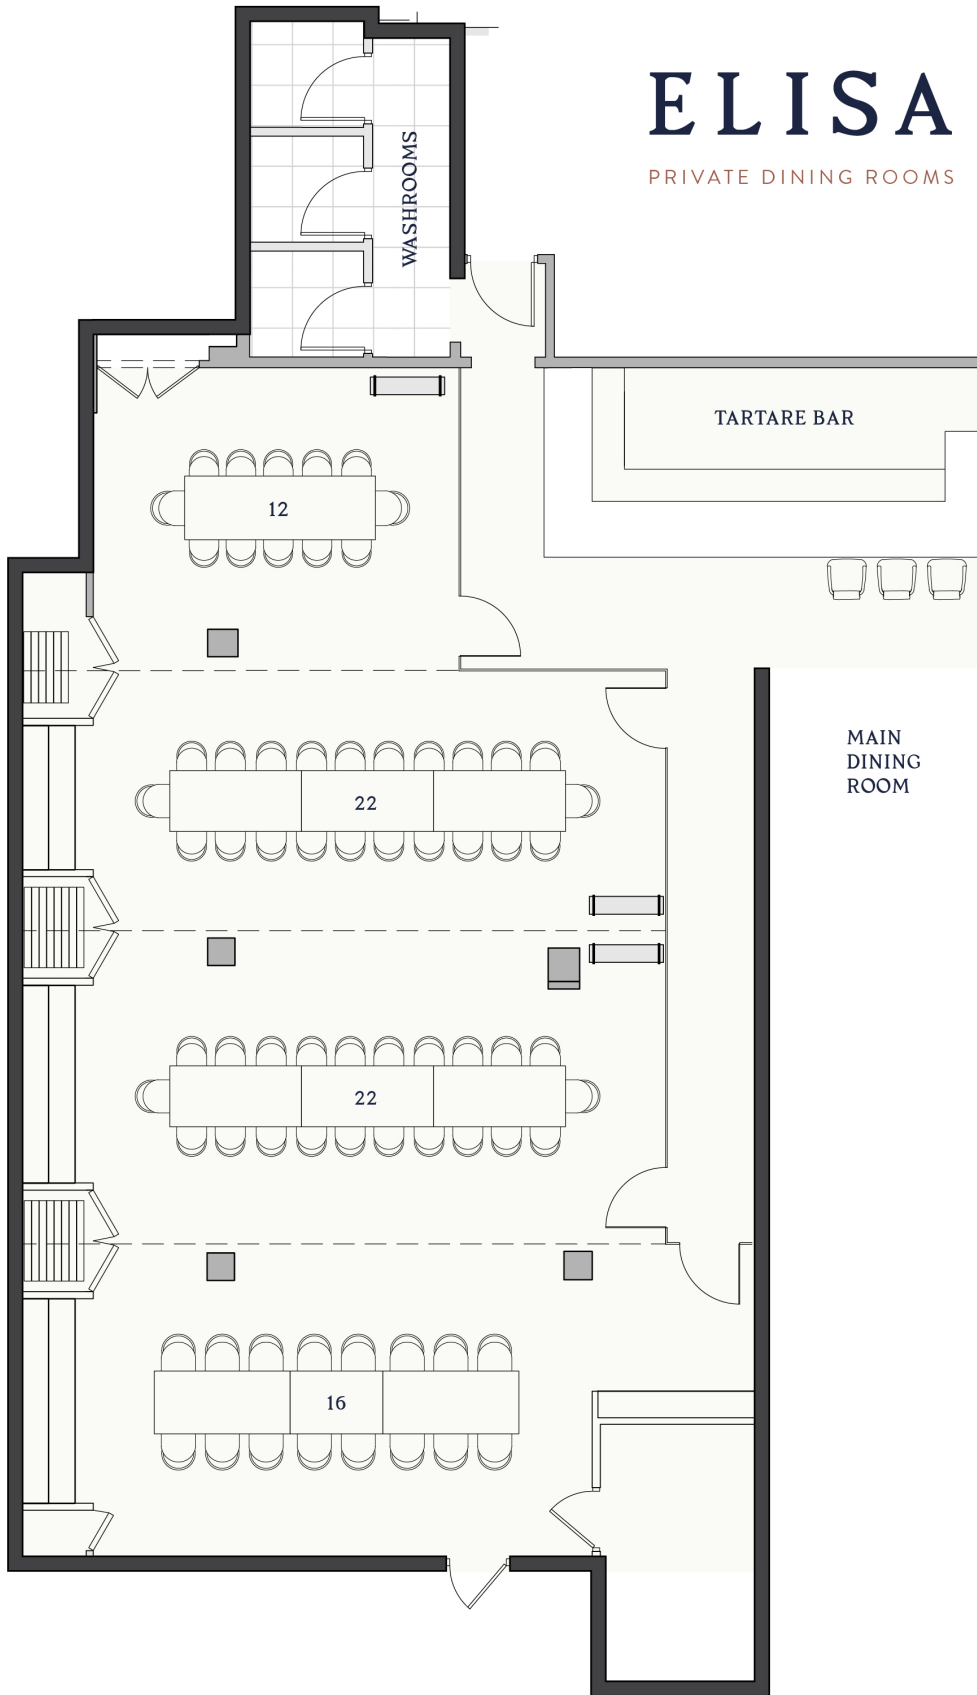 ELISA
PRIVATE DINING ROOMS
WASHROOMS
TARTARE BAR
12
MAIN
DINING
ROOM
22
22
16